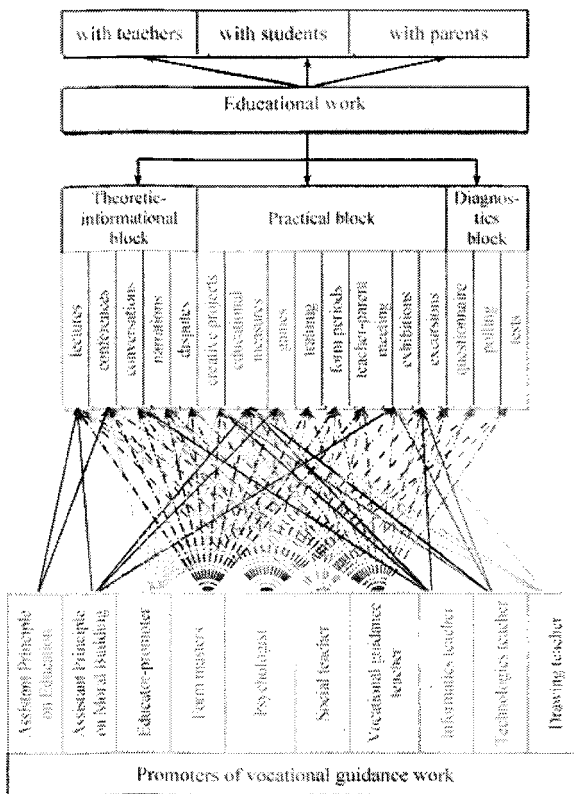 with teachers
with students
with parents
Educational work
Theoretic-
informational
block
Practical block
Diagnos-
tics
block
lectures
conferences
conversations
narrations
disputes
creative projects
educational
measures
games
training
form periods
teacher-parent
meeting
exhibitions
excursions
questionnaire
polling
tests
Assistant Principle
on Education
Assistant Principle
on Moral Building
Educator-promoter
Form masters
Psychologist
Social teacher
Vocational guidance
teacher
Informatics teacher
Technologies teacher
Drawing teacher
Promoters of vocational guidance work